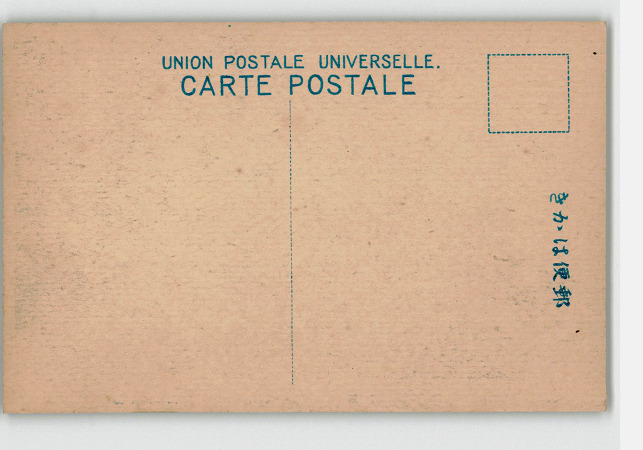 UNION POSTALE UNIVERSELLE.
CARTE POSTALE
きかは便郵